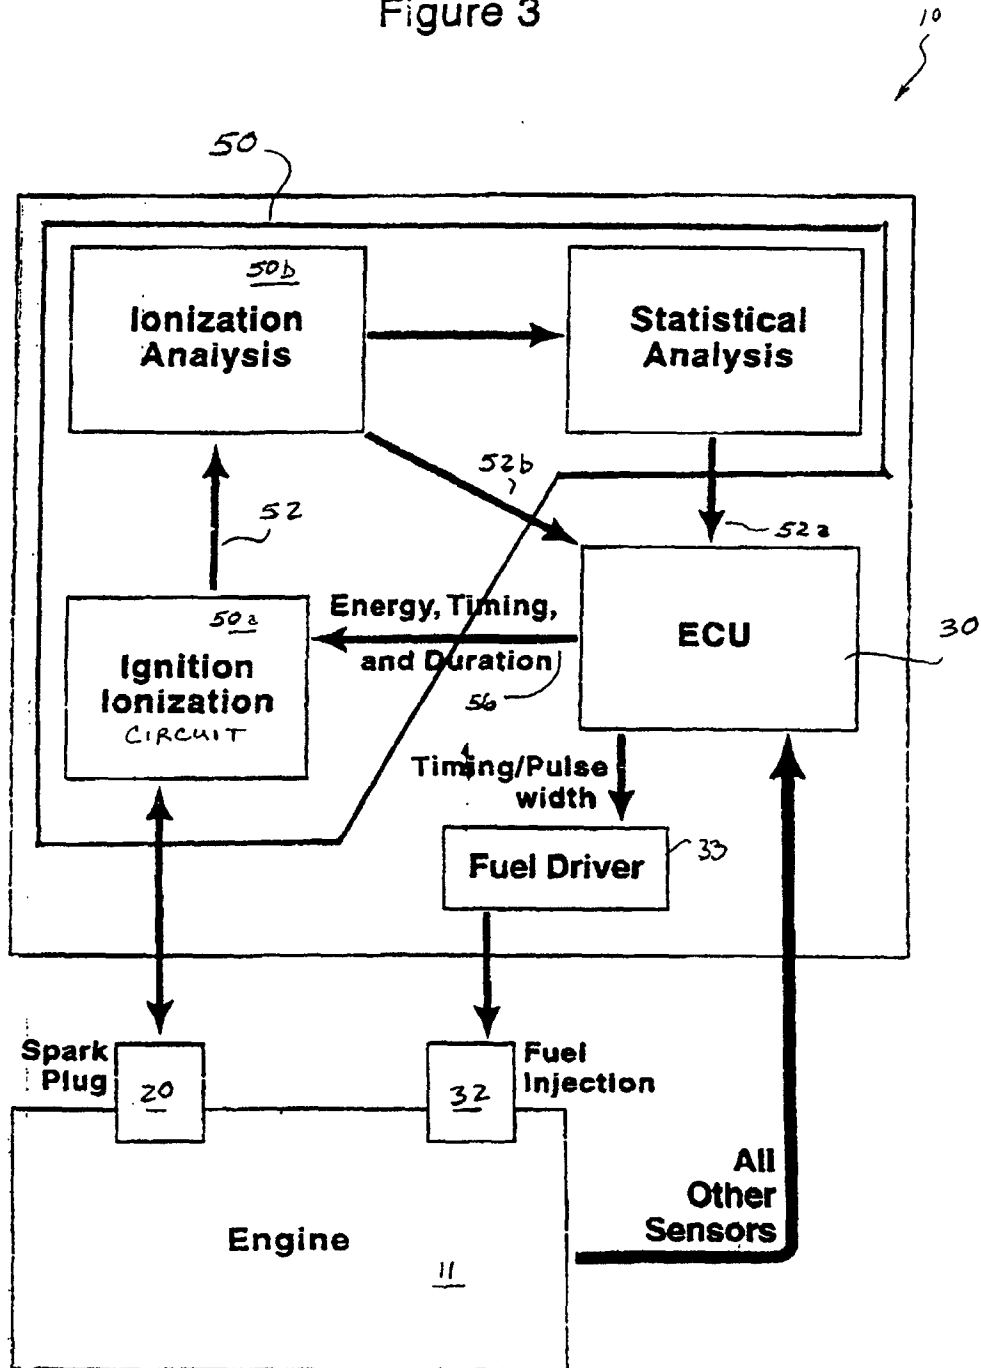 Figure 3
10
50
50b
Ionization
Analysis
Statistical
Analysis
52b
52
52a
50a
Ignition
Ionization
CIRCUIT
Energy, Timing,
and Duration
56
ECU
30
Timing/Pulse
width
Fuel Driver
33
Spark
Plug
20
32
Fuel
Injection
All
Other
Sensors
Engine
11